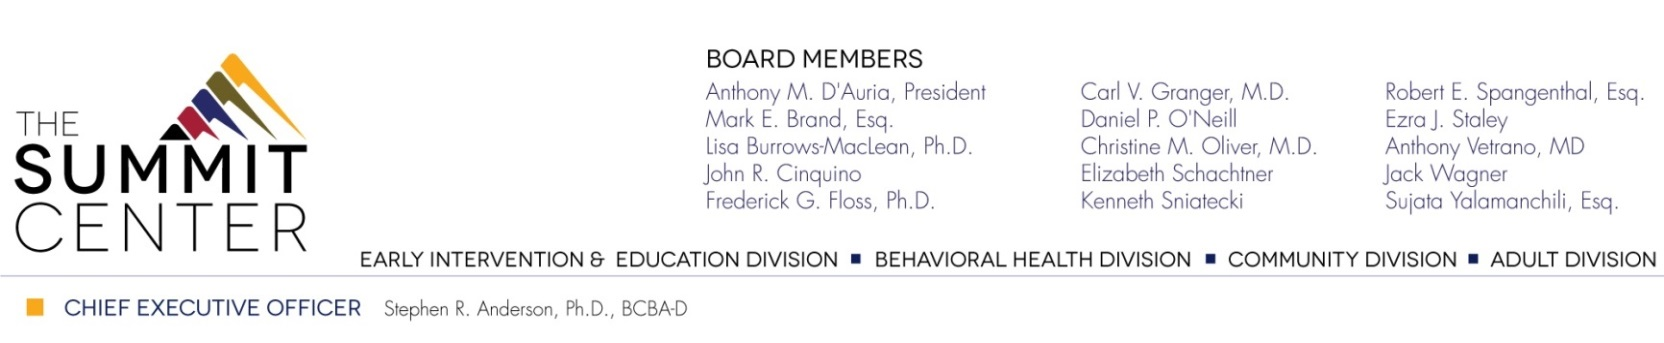 THE
SUMMIT
CENTER
BOARD MEMBERS
Anthony M. D'Auria, President
Mark E. Brand, Esq.
Lisa Burrows-MacLean, Ph.D.
John R. Cinquino
Frederick G. Floss, Ph.D.
Carl V. Granger, M.D.
Daniel P. O'Neill
Christine M. Oliver, M.D.
Elizabeth Schachtner
Kenneth Sniatecki
Robert E. Spangenthal, Esq.
Ezra J. Staley
Anthony Vetrano, MD
Jack Wagner
Sujata Yalamanchili, Esq.
EARLY INTERVENTION & EDUCATION DIVISION ■ BEHAVIORAL HEALTH DIVISION ■ COMMUNITY DIVISION ■ ADULT DIVISION
■ CHIEF EXECUTIVE OFFICER Stephen R. Anderson, Ph.D., BCBA-D